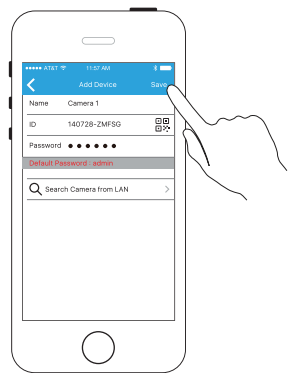 AT&T 11:57 AM
Add Device Save
Name Camera 1
ID 140728-ZMFSG
Password ● ● ● ● ● ●
Default Password : admin
Search Camera from LAN